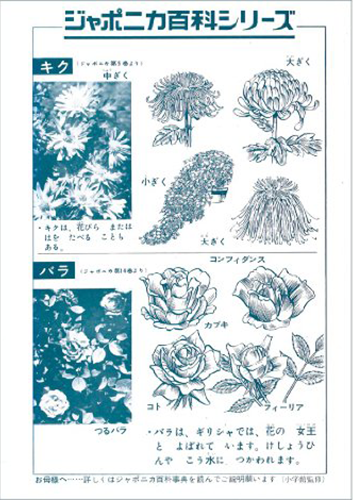 ジャポニカ百科シリーズ
キク (ジャポニカ第5巻より)
中ぎく
大ぎく
小ぎく
大ぎく
・キクは、花びら または
はを たべる ことも
ある。
バラ (ジャポニカ第14巻より)
コンフィダンス
カブキ
コト
フィーリア
つるバラ
・バラは、ギリシャでは、花の 女王
と よばれて います。けしょうひ
んや こう水に つかわれます。
お母様へ……詳しくはジャポニカ百科事典を読んでご説明願います (小学館監修)